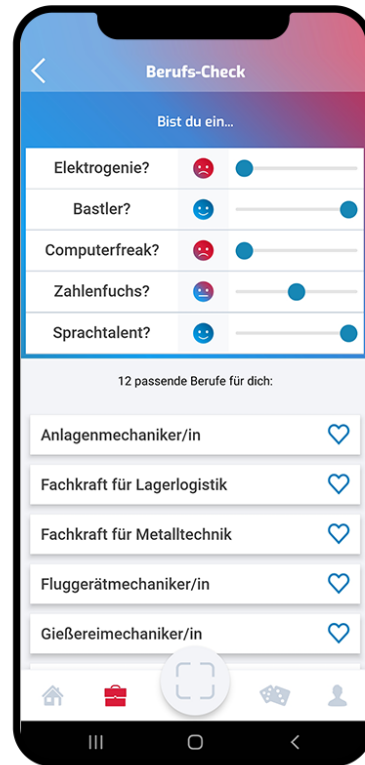 Berufs-Check
Bist du ein...
Elektrogenie?
Bastler?
Computerfreak?
Zahlenfuchs?
Sprachtalent?
12 passende Berufe für dich:
Anlagenmechaniker/in
Fachkraft für Lagerlogistik
Fachkraft für Metalltechnik
Fluggerätmechaniker/in
Gießereimechaniker/in